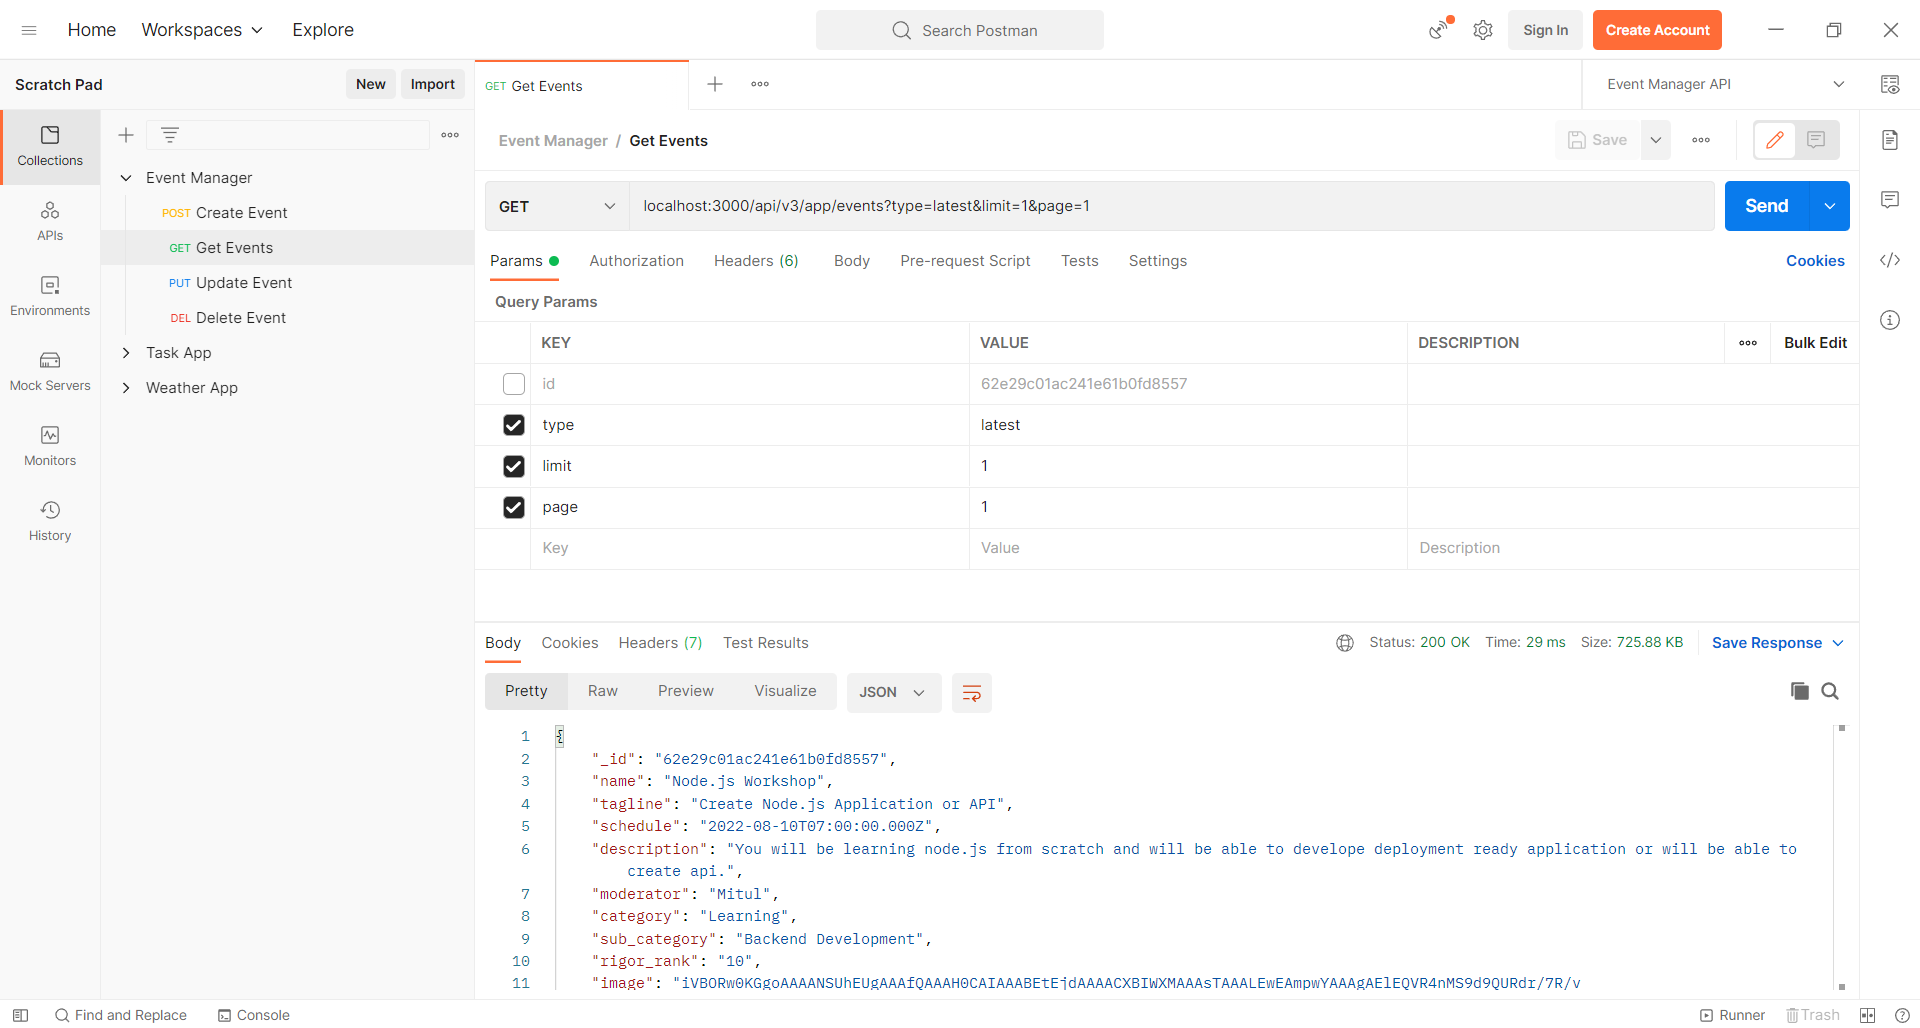 Home Workspaces Explore Search Postman Sign In Create Account
Scratch Pad New Import GET Get Events Event Manager API
Event Manager / Get Events Save
Collections
APIs
Environments
Mock Servers
Monitors
History
Event Manager
POST Create Event
GET Get Events
PUT Update Event
DEL Delete Event
Task App
Weather App
GET localhost:3000/api/v3/app/events?type=latest&limit=1&page=1 Send
Params Authorization Headers (6) Body Pre-request Script Tests Settings Cookies
Query Params
KEY VALUE DESCRIPTION Bulk Edit
id 62e29c01ac241e61b0fd8557
type latest
limit 1
page 1
Key Value Description
Body Cookies Headers (7) Test Results Status: 200 OK Time: 29 ms Size: 725.88 KB Save Response
Pretty Raw Preview Visualize JSON
1 {
2 "_id": "62e29c01ac241e61b0fd8557",
3 "name": "Node.js Workshop",
4 "tagline": "Create Node.js Application or API",
5 "schedule": "2022-08-10T07:00:00.000Z",
6 "description": "You will be learning node.js from scratch and will be able to develope deployment ready application or will be able to
create api.",
7 "moderator": "Mitul",
8 "category": "Learning",
9 "sub_category": "Backend Development",
10 "rigor_rank": "10",
11 "image": "iVBORw0KGgoAAAANSUhEUgAAAfQAAAH0CAIAAABEtEjdAAAACXBIWXMAAAsTAAALEwEAmpwYAAAgAElEQVR4nMS9d9QURdr/7R/v
Find and Replace Console Runner Trash